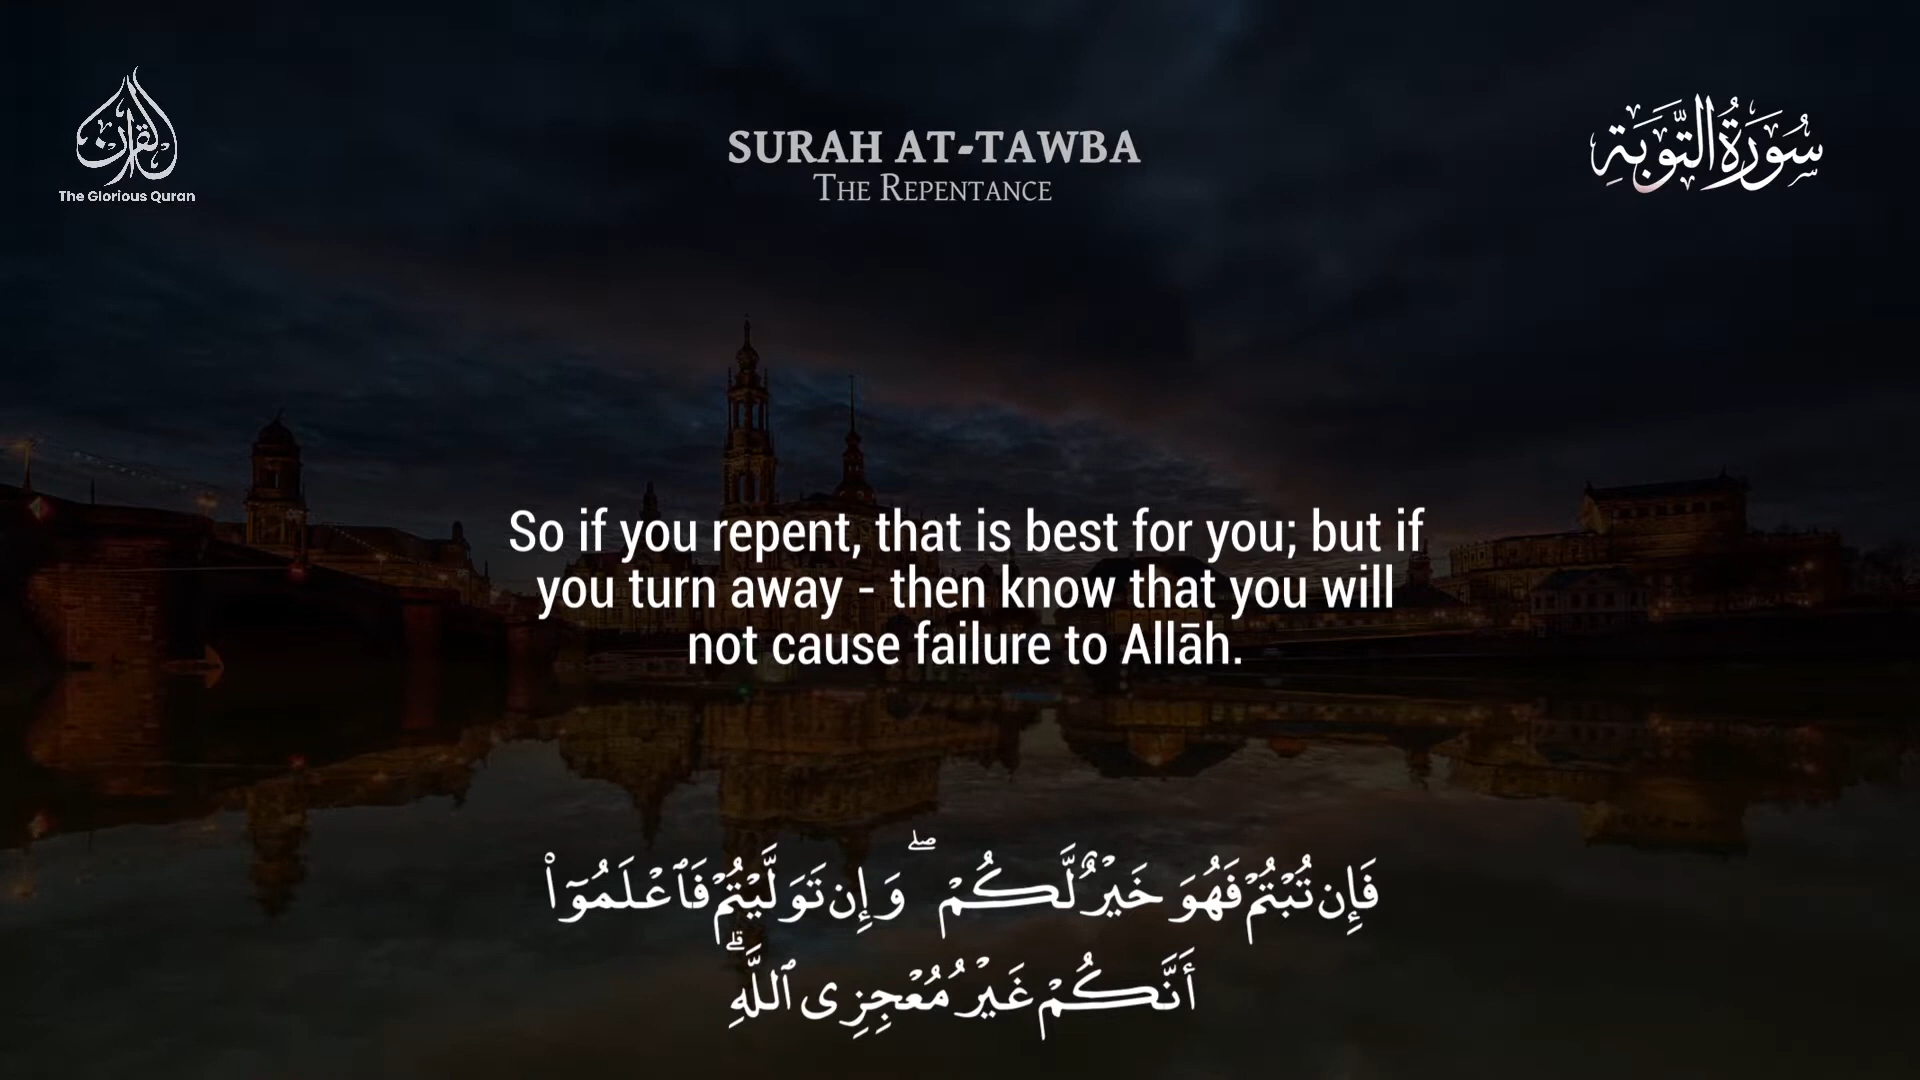 القرآن
The Glorious Quran
SURAH AT-TAWBA
THE REPENTANCE
سُورَةُ التَّوْبَةِ
So if you repent, that is best for you; but if
you turn away - then know that you will
not cause failure to Allāh.
فَإِن تُبْتُمْ فَهُوَ خَيْرٌ لَّكُمْ ۖ وَإِن تَوَلَّيْتُمْ فَٱعْلَمُوٓا۟
أَنَّكُمْ غَيْرُ مُعْجِزِى ٱللَّهِ ۗ